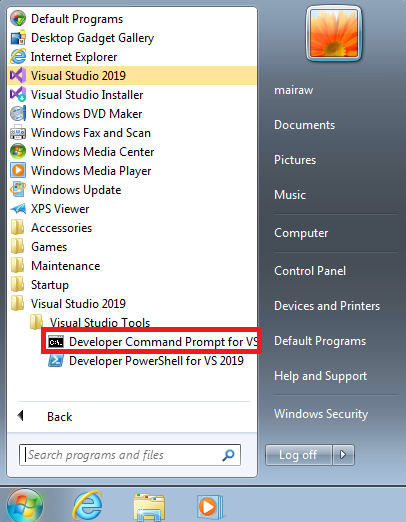 Default Programs
Desktop Gadget Gallery
Internet Explorer
Visual Studio 2019
Visual Studio Installer
Windows DVD Maker
Windows Fax and Scan
Windows Media Center
Windows Media Player
Windows Update
XPS Viewer
Accessories
Games
Maintenance
Startup
Visual Studio 2019
Visual Studio Tools
Developer Command Prompt for VS
Developer PowerShell for VS 2019
Back
Search programs and files
mairaw
Documents
Pictures
Music
Computer
Control Panel
Devices and Printers
Default Programs
Help and Support
Windows Security
Log off